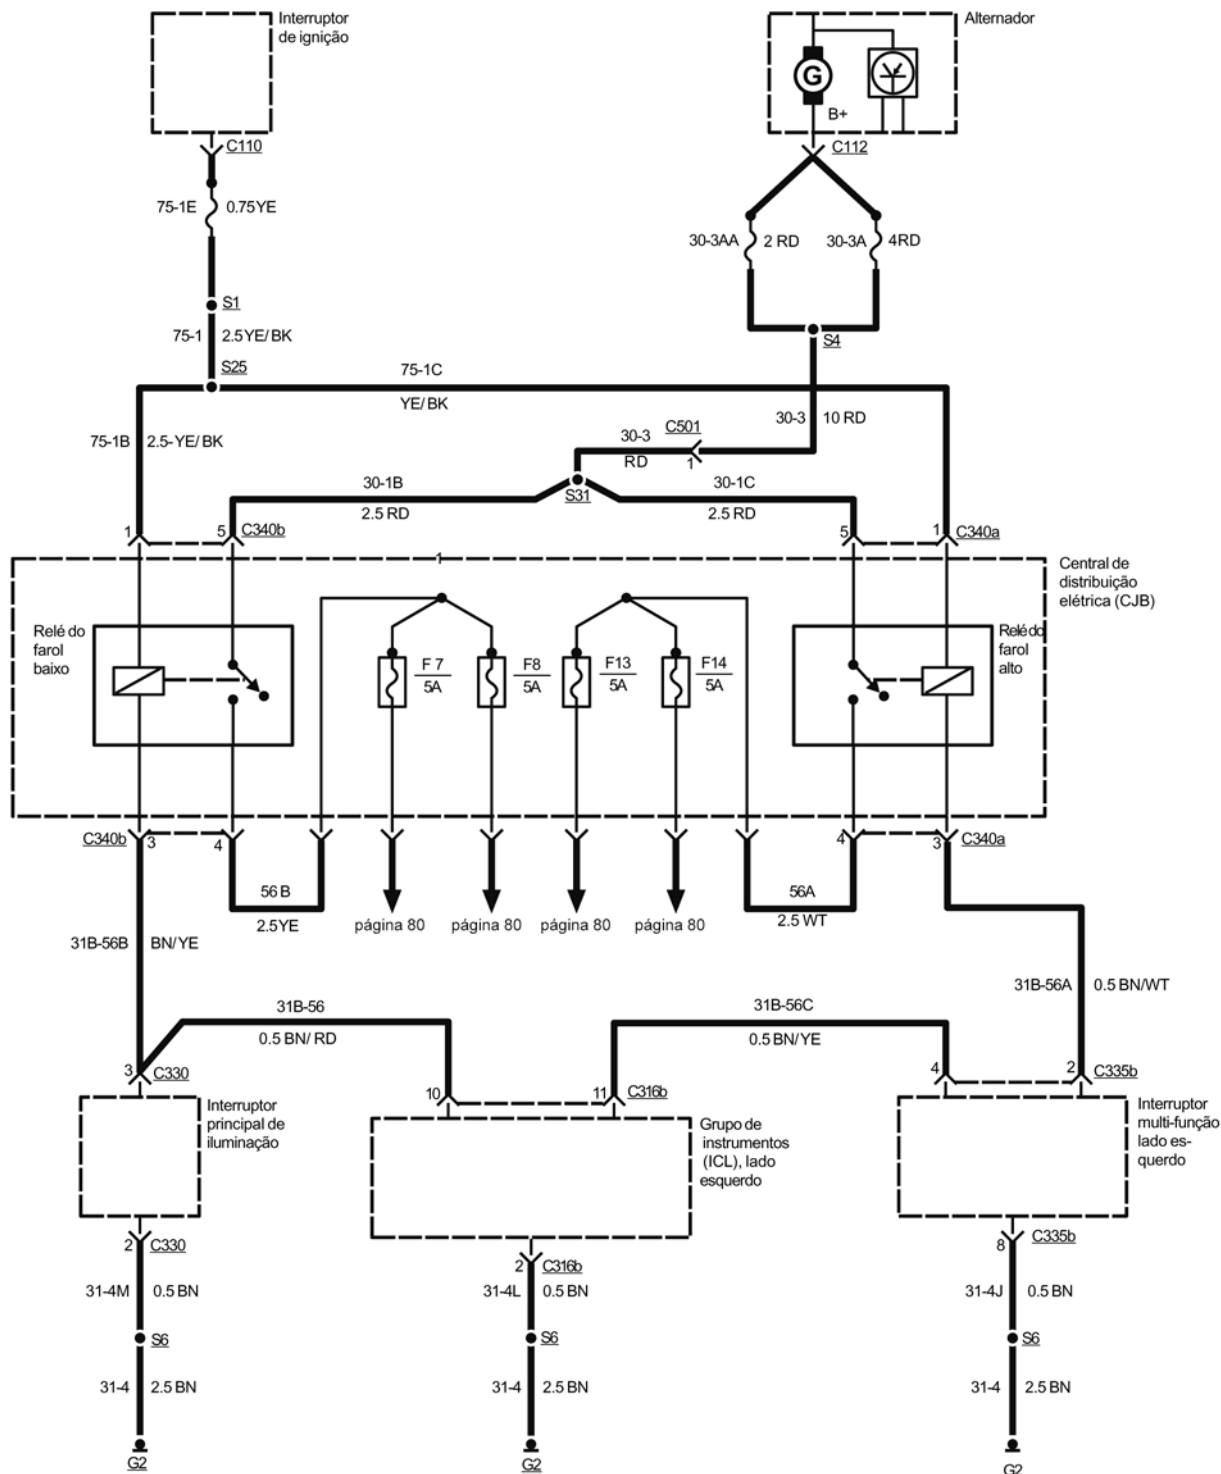 Interruptor
de ignição
Alternador
G
B+
C110
C112
75-1E
0.75YE
30-3AA
2 RD
30-3A
4RD
S1
75-1
2.5YE/BK
S4
S25
75-1C
YE/BK
30-3
10 RD
C501
30-3
RD
1
75-1B
2.5-YE/BK
30-1B
S31
30-1C
2.5 RD
2.5 RD
1
5
C340b
5
1
C340a
1
Central de
distribuição
elétrica (CJB)
Relé do
farol
baixo
Relé do
farol
alto
F 7
5A
F8
5A
F13
5A
F14
5A
C340b
3
4
4
3
C340a
56 B
2.5YE
página 80
página 80
página 80
página 80
56A
2.5 WT
31B-56B
BN/YE
31B-56A
0.5 BN/WT
31B-56
0.5 BN/RD
31B-56C
0.5 BN/YE
3
C330
10
11
C316b
4
2
C335b
Interruptor
principal de
iluminação
Grupo de
instrumentos
(ICL), lado
esquerdo
Interruptor
multi-função
lado es-
querdo
2
C330
2
C316b
8
C335b
31-4M
0.5 BN
31-4L
0.5 BN
31-4J
0.5 BN
S6
S6
S6
31-4
2.5 BN
31-4
2.5 BN
31-4
2.5 BN
G2
G2
G2